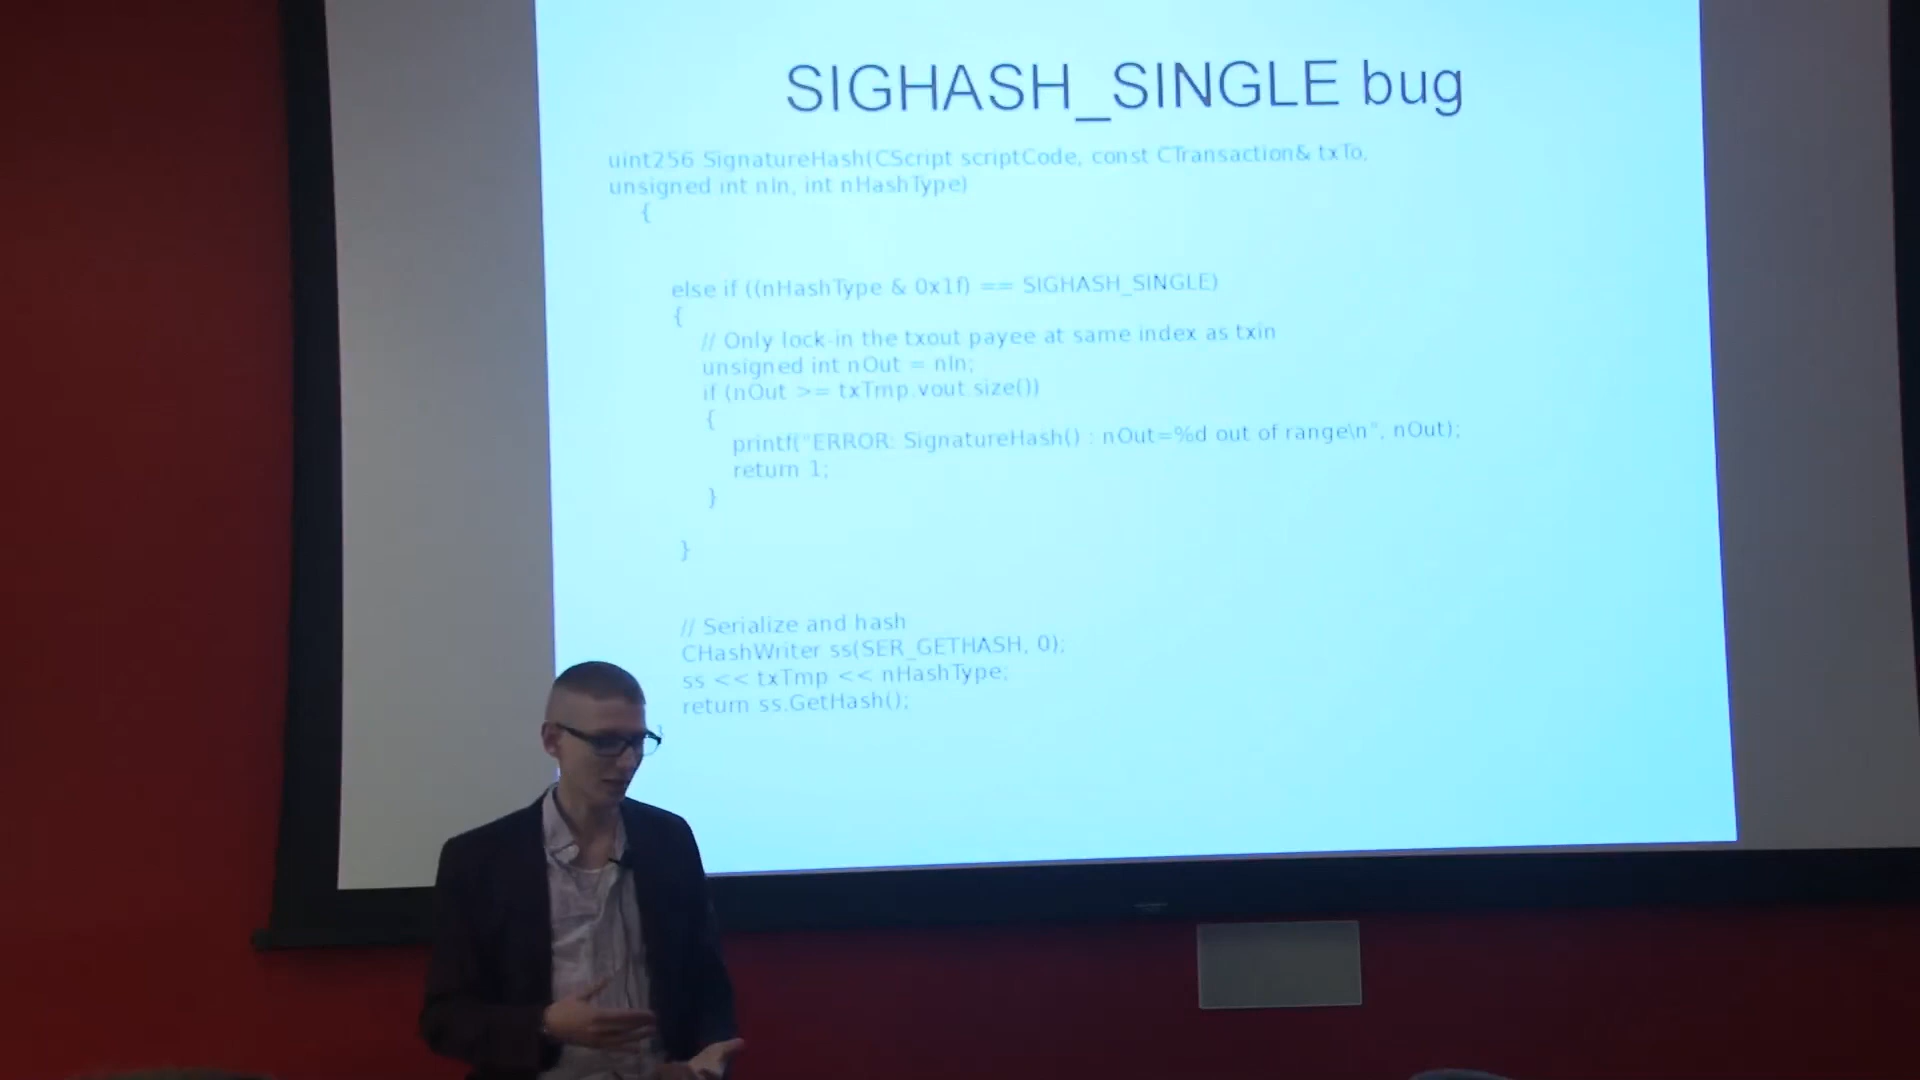 SIGHASH_SINGLE bug
uint256 SignatureHash(CScript scriptCode, const CTransaction& txTo,
unsigned int nIn, int nHashType)
{
else if ((nHashType & 0x1f) == SIGHASH_SINGLE)
{
// Only lock-in the txout payee at same index as txin
unsigned int nOut = nIn;
if (nOut >= txTmp.vout.size())
{
printf("ERROR: SignatureHash() : nOut=%d out of range\n", nOut);
return 1;
}
}
// Serialize and hash
CHashWriter ss(SER_GETHASH, 0);
ss << txTmp << nHashType;
return ss.GetHash();
}